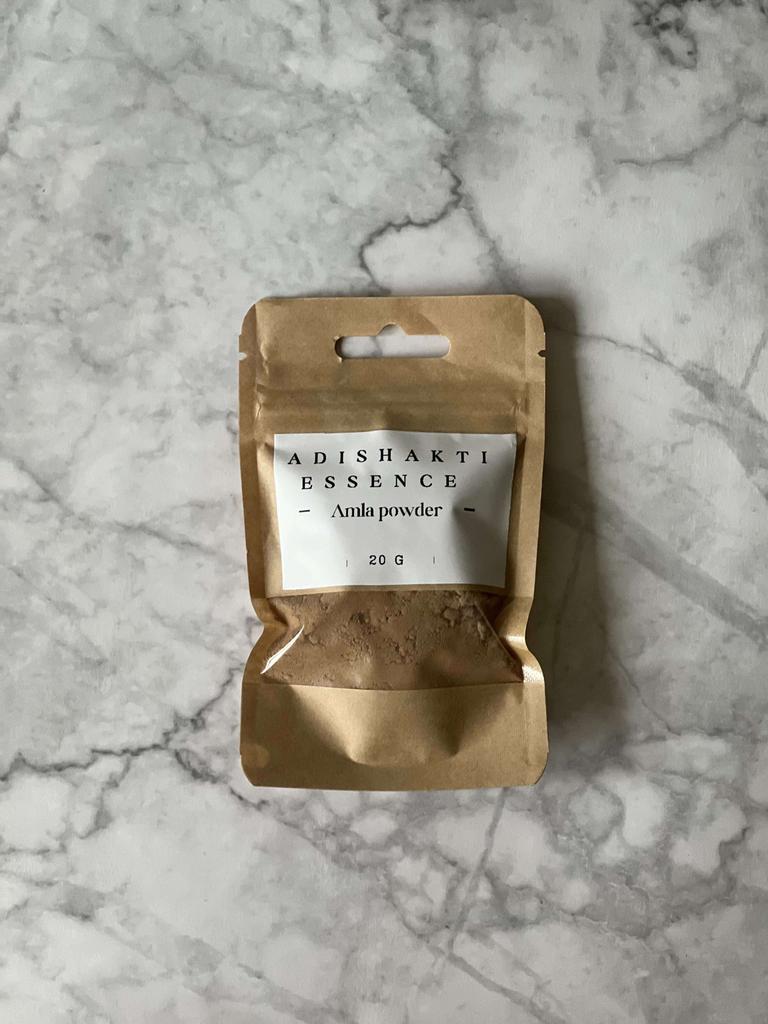 ADISHAKTI
ESSENCE
- Amla powder -
| 20 G |